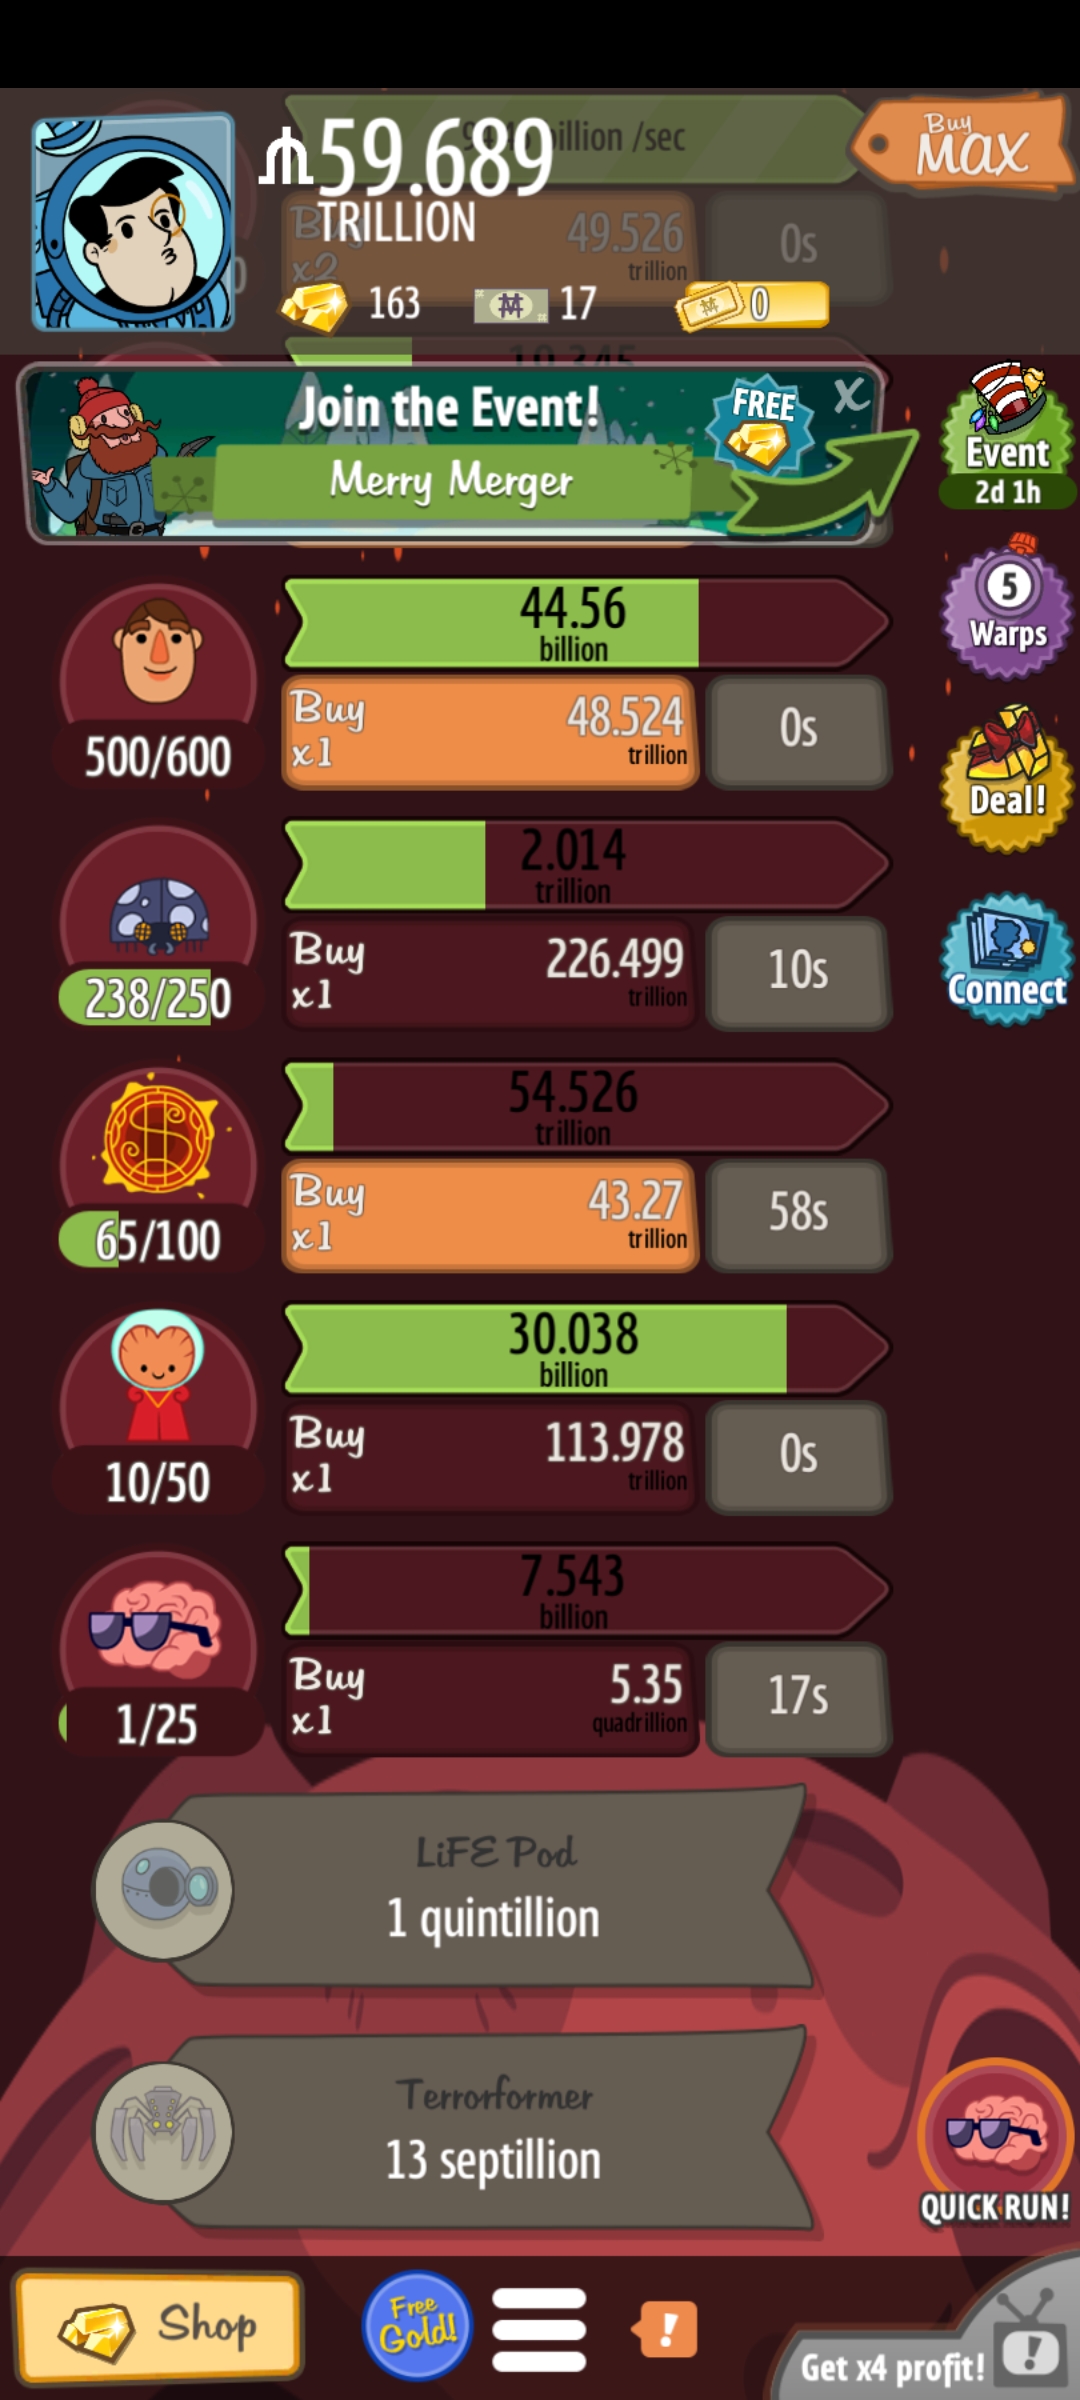 59.689
TRILLION
billion /sec
Buy
MAX
Buy
x2
49.526
trillion
0s
163
17
0
Join the Event!
Merry Merger
FREE
X
Event
2d 1h
44.56
billion
Buy
x1
48.524
trillion
0s
500/600
5
Warps
2.014
trillion
Buy
x1
226.499
trillion
10s
238/250
Deal!
Connect
54.526
trillion
Buy
x1
43.27
trillion
58s
65/100
30.038
billion
Buy
x1
113.978
trillion
0s
10/50
7.543
billion
Buy
x1
5.35
quadrillion
17s
1/25
LiFE Pod
1 quintillion
Terrorformer
13 septillion
QUICK RUN!
Shop
Free
Gold!
!
Get x4 profit!
!